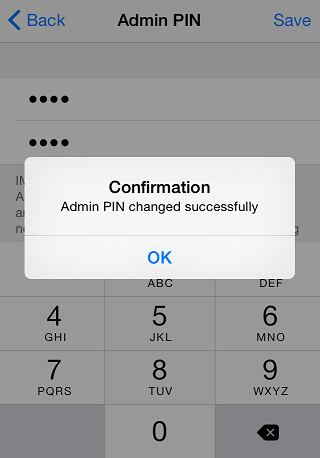 Back Admin PIN Save
••••
••••
Confirmation
Admin PIN changed successfully
OK
ABC DEF
4 5 6
GHI JKL MNO
7 8 9
PQRS TUV WXYZ
0